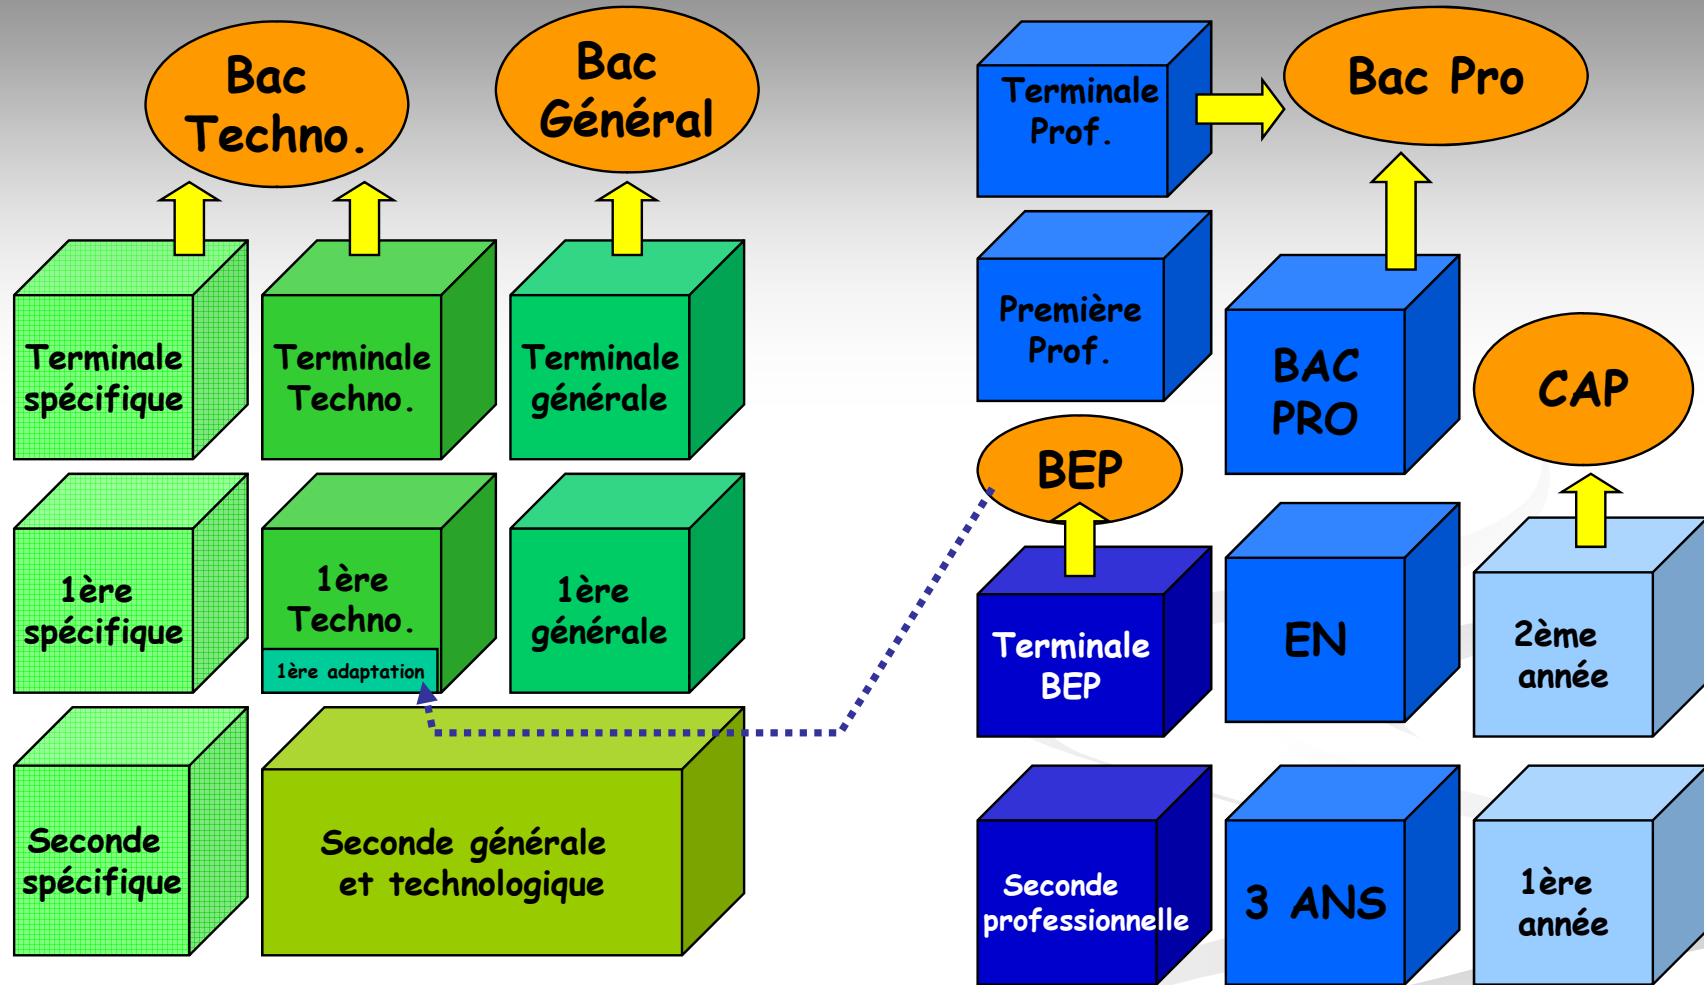 Bac
Techno.
Bac
Général
Terminale
spécifique
Terminale
Techno.
Terminale
générale
1ère
spécifique
1ère
Techno.
1ère adaptation
1ère
générale
Seconde
spécifique
Seconde générale
et technologique
Terminale
Prof.
Bac Pro
Première
Prof.
BAC
PRO
CAP
BEP
Terminale
BEP
EN
2ème
année
Seconde
professionnelle
3 ANS
1ère
année